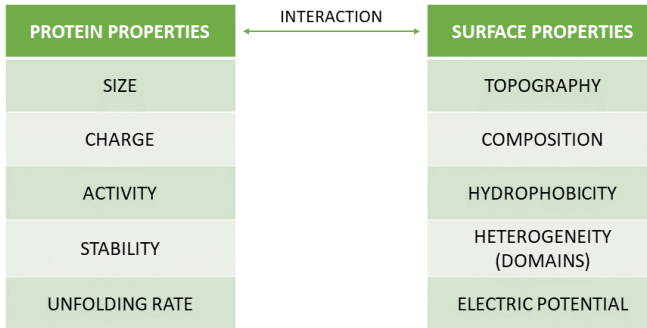 INTERACTION
PROTEIN PROPERTIES
SURFACE PROPERTIES
SIZE
TOPOGRAPHY
CHARGE
COMPOSITION
ACTIVITY
HYDROPHOBICITY
STABILITY
HETEROGENEITY
(DOMAINS)
UNFOLDING RATE
ELECTRIC POTENTIAL